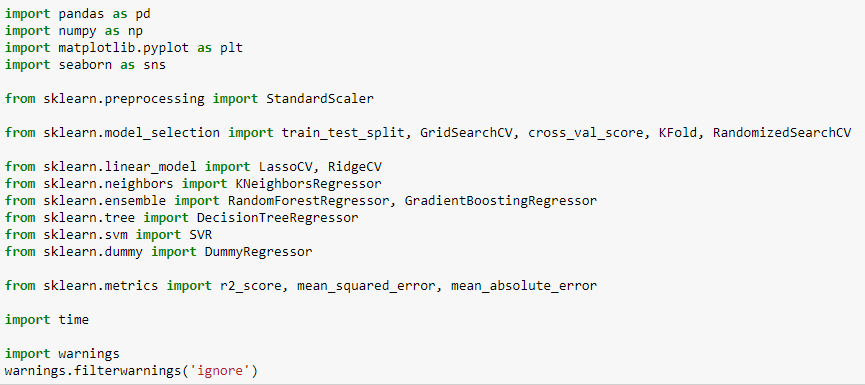 import pandas as pd
import numpy as np
import matplotlib.pyplot as plt
import seaborn as sns
from sklearn.preprocessing import StandardScaler
from sklearn.model_selection import train_test_split, GridSearchCV, cross_val_score, KFold, RandomizedSearchCV
from sklearn.linear_model import LassoCV, RidgeCV
from sklearn.neighbors import KNeighborsRegressor
from sklearn.ensemble import RandomForestRegressor, GradientBoostingRegressor
from sklearn.tree import DecisionTreeRegressor
from sklearn.svm import SVR
from sklearn.dummy import DummyRegressor
from sklearn.metrics import r2_score, mean_squared_error, mean_absolute_error
import time
import warnings
warnings.filterwarnings('ignore')